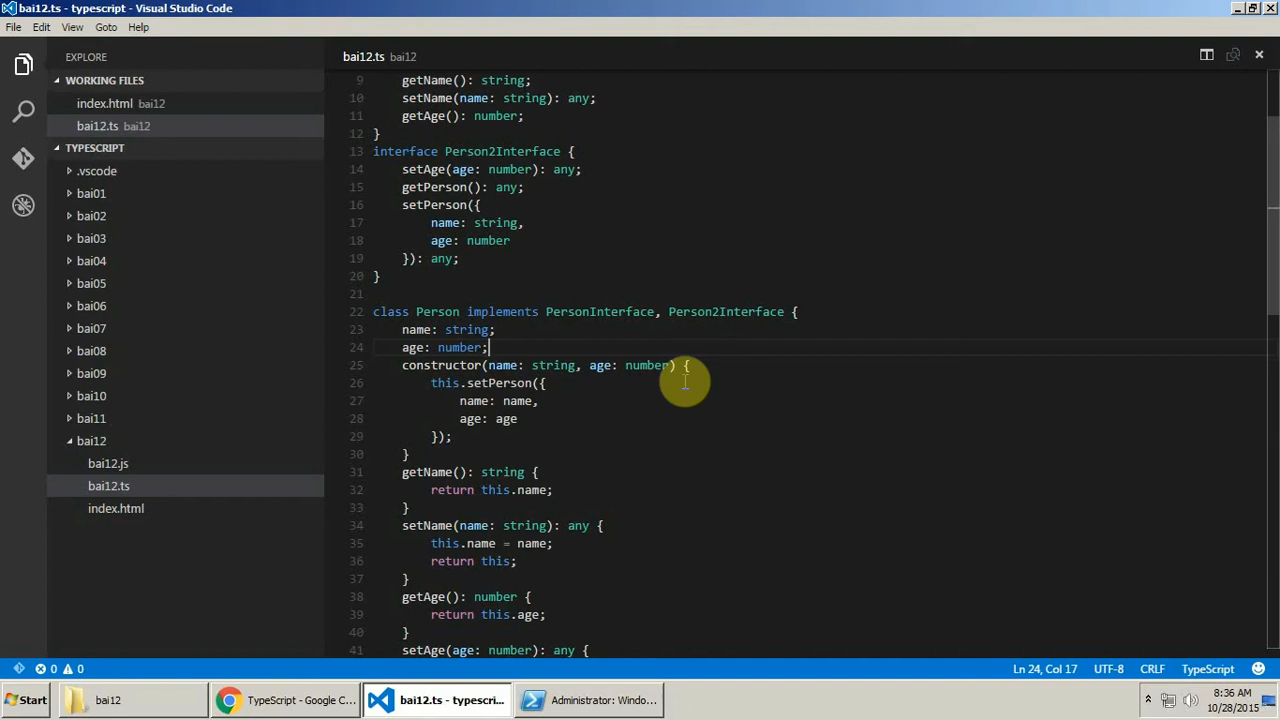 bai12.ts - typescript - Visual Studio Code
File Edit View Goto Help
EXPLORE
WORKING FILES
index.html bai12
bai12.ts bai12
TYPESCRIPT
.vscode
bai01
bai02
bai03
bai04
bai05
bai06
bai07
bai08
bai09
bai10
bai11
bai12
bai12.js
bai12.ts
index.html
bai12.ts bai12
9 getName(): string;
10 setName(name: string): any;
11 getAge(): number;
12 }
13 interface Person2Interface {
14 setAge(age: number): any;
15 getPerson(): any;
16 setPerson({
17 name: string,
18 age: number
19 }): any;
20 }
21
22 class Person implements PersonInterface, Person2Interface {
23 name: string;
24 age: number;
25 constructor(name: string, age: number) {
26 this.setPerson({
27 name: name,
28 age: age
29 });
30 }
31 getName(): string {
32 return this.name;
33 }
34 setName(name: string): any {
35 this.name = name;
36 return this;
37 }
38 getAge(): number {
39 return this.age;
40 }
41 setAge(age: number): any {
0 0 Ln 24, Col 17 UTF-8 CRLF TypeScript
Start bai12 TypeScript - Google C... bai12.ts - typescri... Administrator: Windo... 8:36 AM
10/28/2015